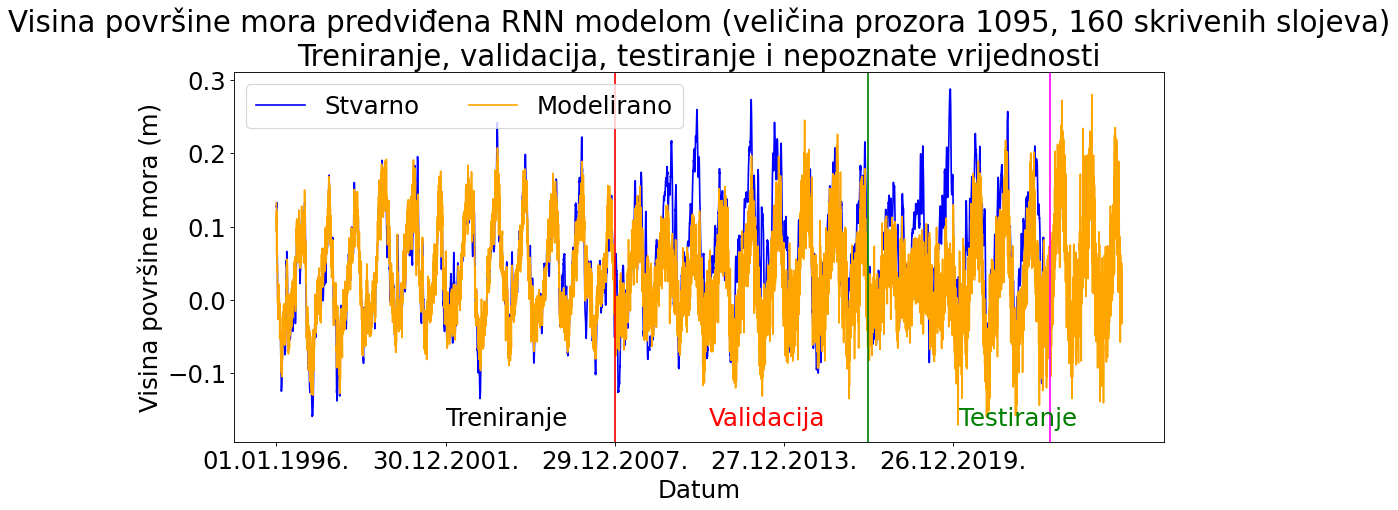 Visina površine mora predviđena RNN modelom (veličina prozora 1095, 160 skrivenih slojeva)
Treniranje, validacija, testiranje i nepoznate vrijednosti
Stvarno Modelirano
Visina površine mora (m)
0.3
0.2
0.1
0.0
−0.1
Treniranje Validacija Testiranje
01.01.1996. 30.12.2001. 29.12.2007. 27.12.2013. 26.12.2019.
Datum